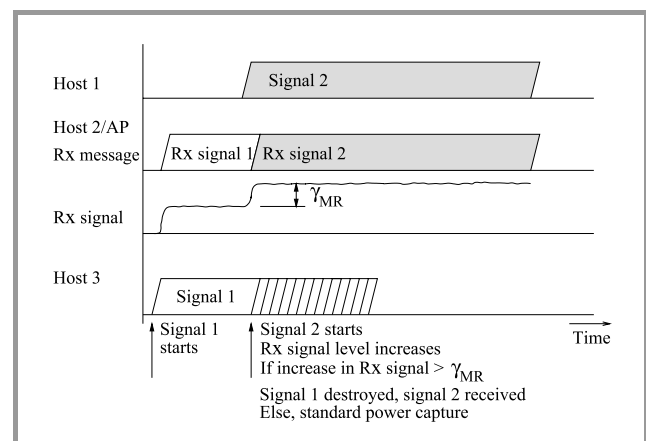 Host 1
Signal 2
Host 2/AP
Rx message
Rx signal 1
Rx signal 2
γMR
Rx signal
Host 3
Signal 1
Signal 1
starts
Signal 2 starts
Rx signal level increases
If increase in Rx signal > γMR
Signal 1 destroyed, signal 2 received
Else, standard power capture
Time